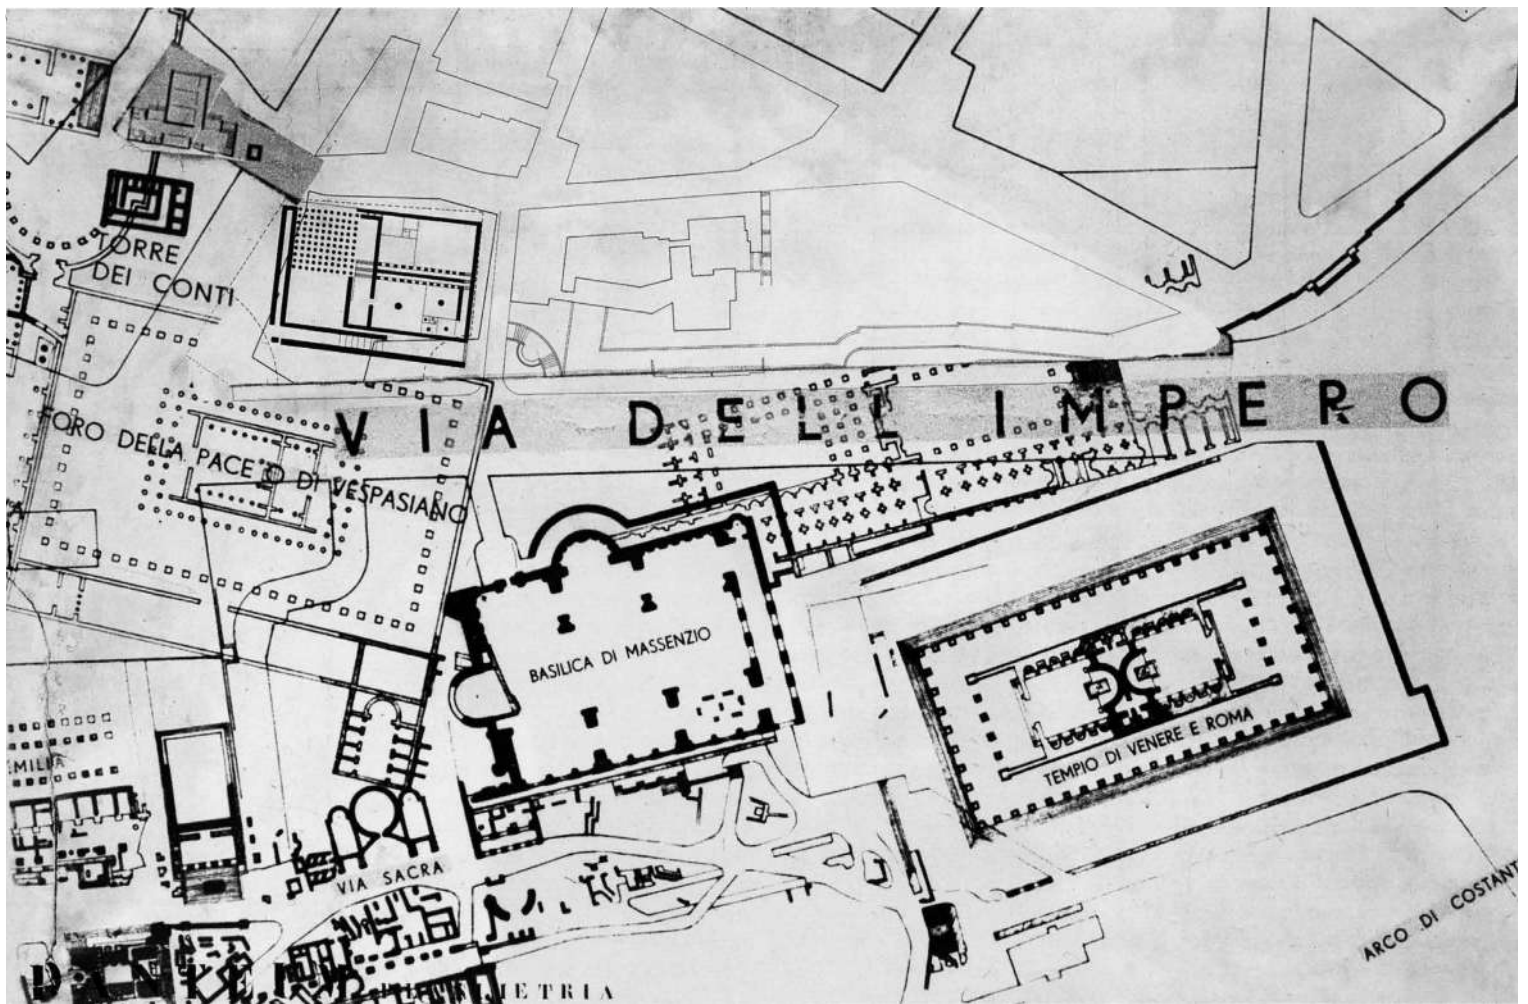 TORRE
DEI CONTI
VIA DELL IMPERO
FORO DELLA PACE O DI VESPASIANO
BASILICA DI MASSENZIO
TEMPIO DI VENERE E ROMA
EMILIA
VIA SACRA
ARCO DI COSTANT